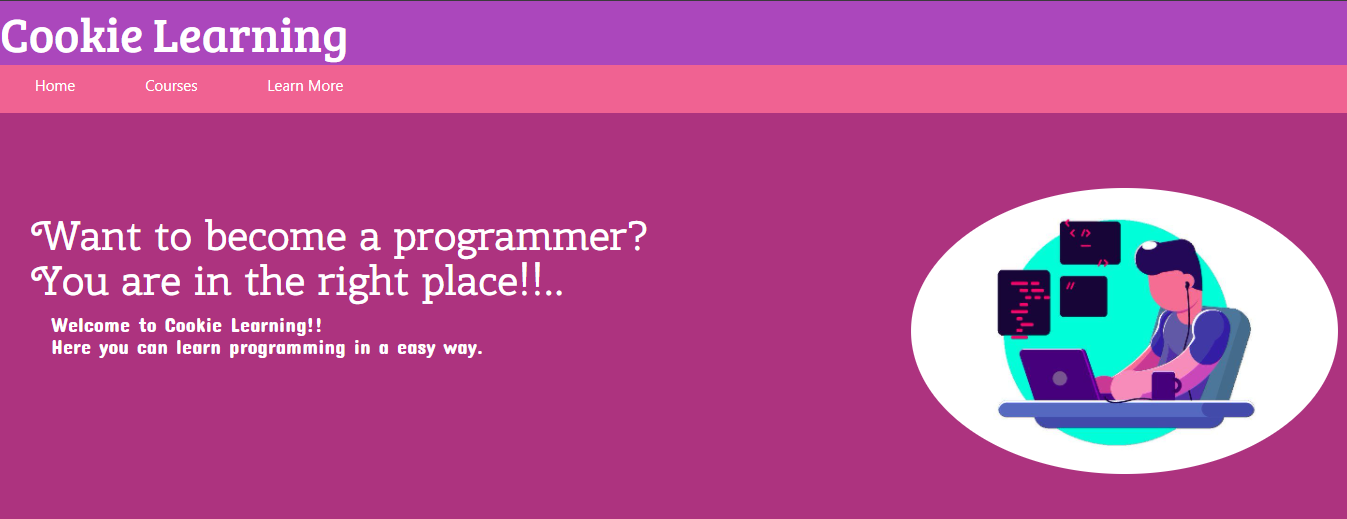 Cookie Learning
Home Courses Learn More
Want to become a programmer?
You are in the right place!!..
Welcome to Cookie Learning!!
Here you can learn programming in a easy way.